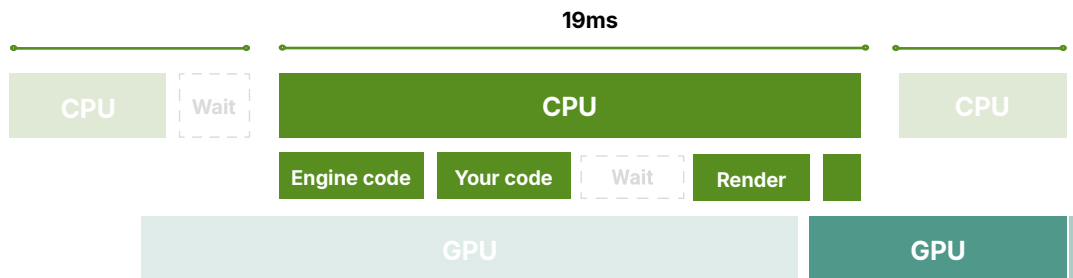 19ms
CPU
Wait
CPU
CPU
Engine code
Your code
Wait
Render
GPU
GPU